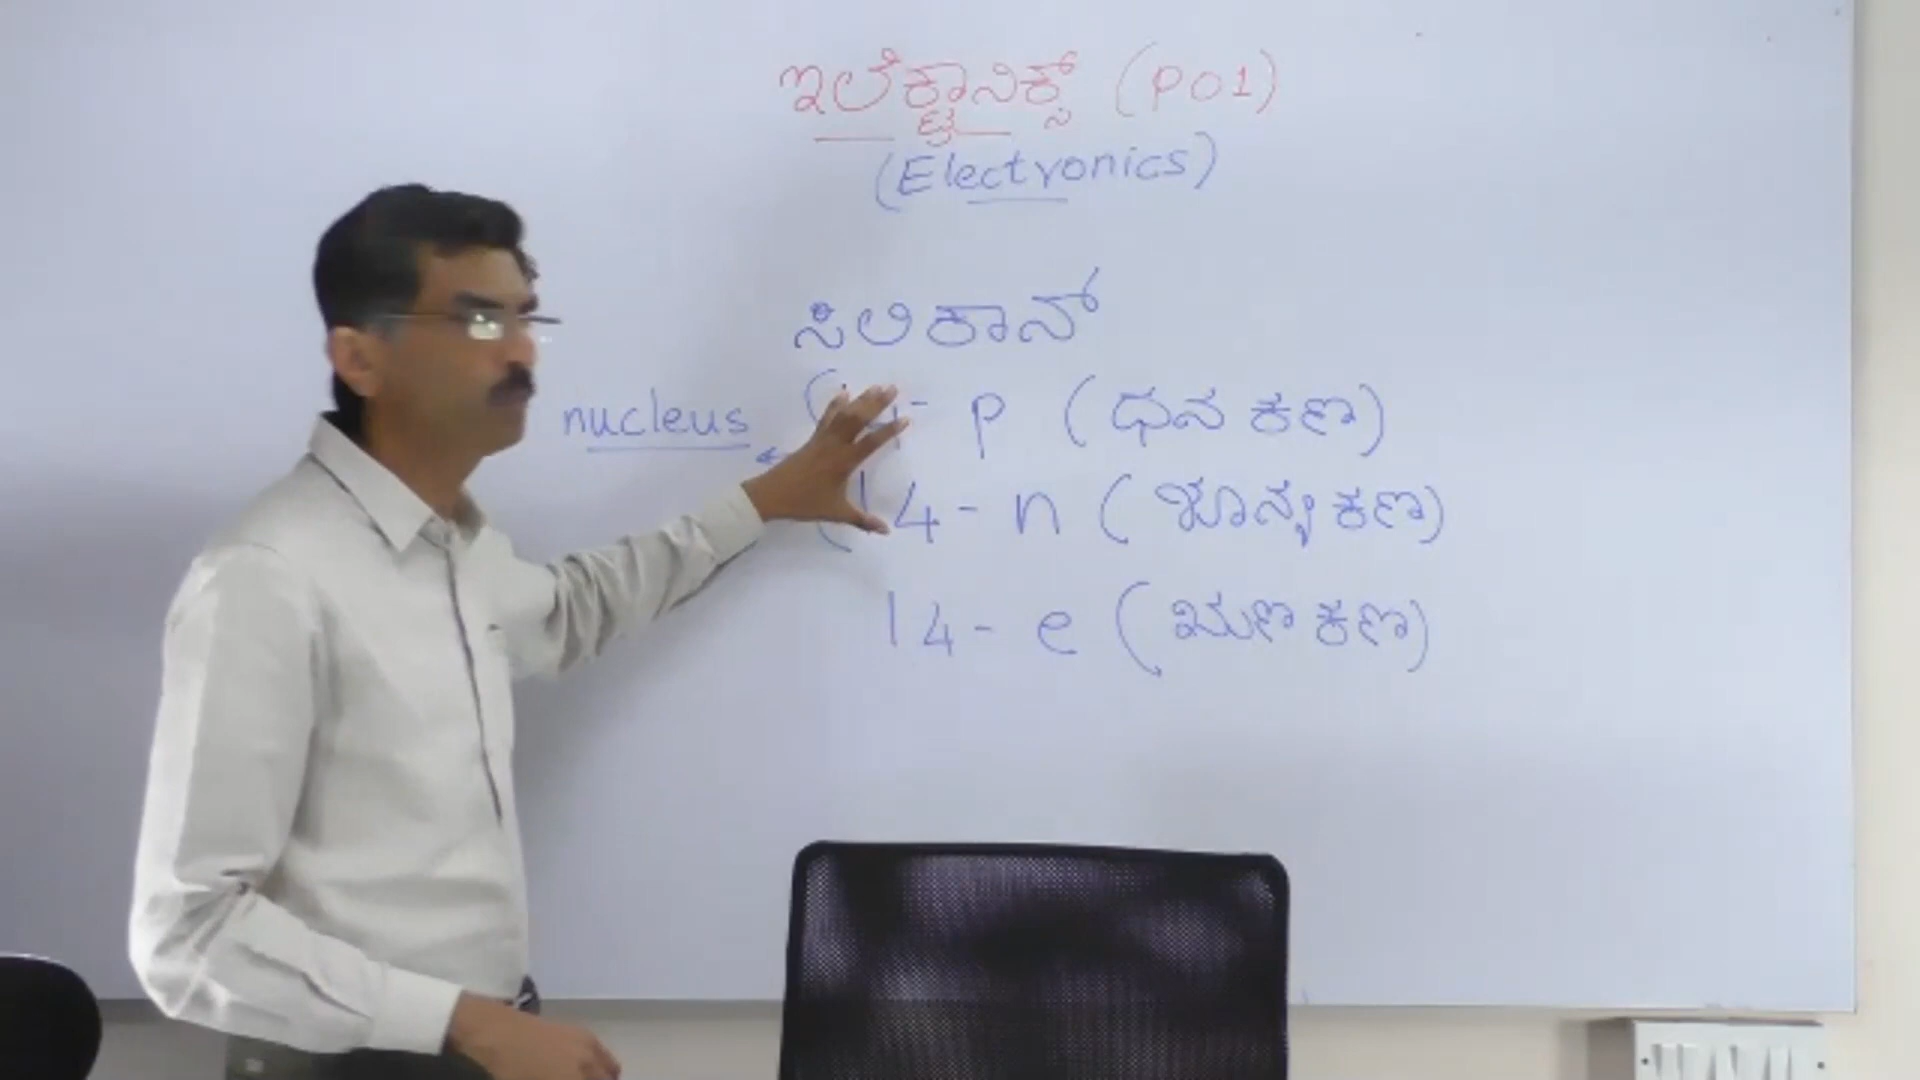 ಇಲೆಕ್ಟ್ರಾನಿಕ್ಸ್ (P01)
(Electronics)
ಸಿಲಿಕಾನ್
nucleus ← (14- p (ಧನ ಕಣ)
14- n (ಶೂನ್ಯ ಕಣ)
14- e (ಋಣ ಕಣ)